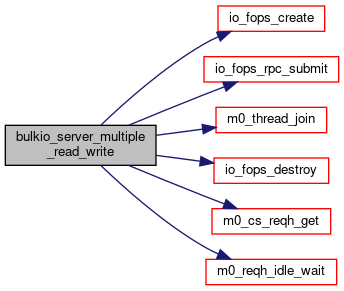 bulkio_server_multiple
_read_write
io_fops_create
io_fops_rpc_submit
m0_thread_join
io_fops_destroy
m0_cs_reqh_get
m0_reqh_idle_wait